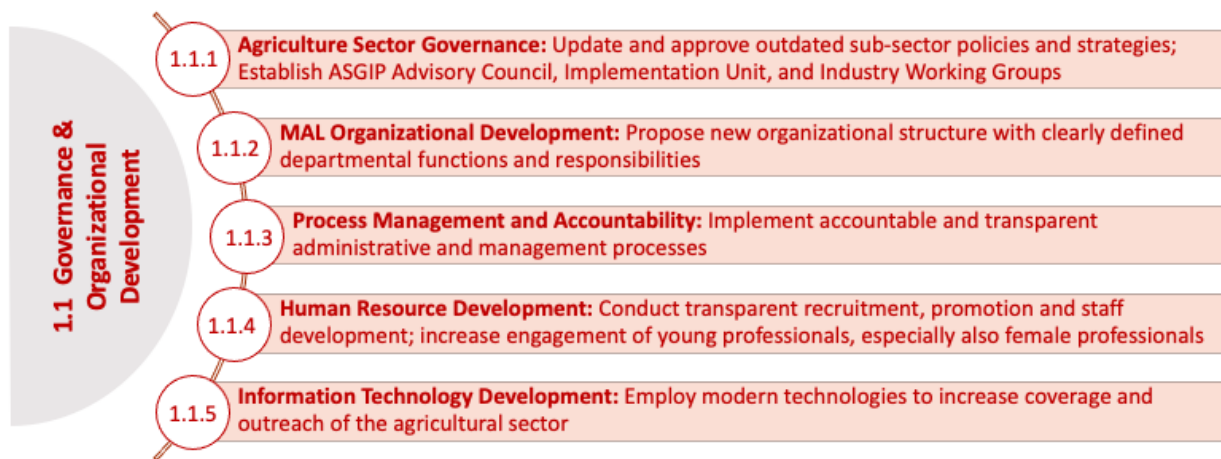 1.1 Governance &
Organizational
Development
1.1.1
Agriculture Sector Governance: Update and approve outdated sub-sector policies and strategies;
Establish ASGIP Advisory Council, Implementation Unit, and Industry Working Groups
1.1.2
MAL Organizational Development: Propose new organizational structure with clearly defined
departmental functions and responsibilities
1.1.3
Process Management and Accountability: Implement accountable and transparent
administrative and management processes
1.1.4
Human Resource Development: Conduct transparent recruitment, promotion and staff
development; increase engagement of young professionals, especially also female professionals
1.1.5
Information Technology Development: Employ modern technologies to increase coverage and
outreach of the agricultural sector